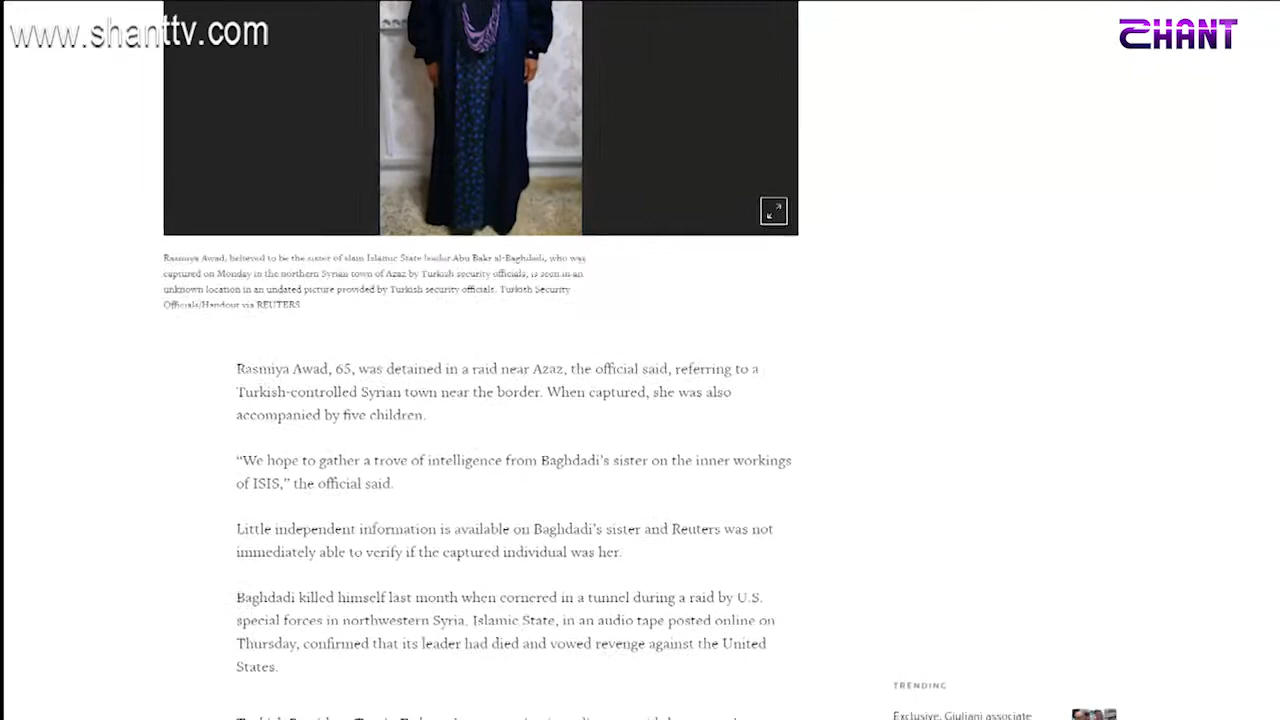 www.shanttv.com
SHANT
Rasmiya Awad, believed to be the sister of slain Islamic State leader Abu Bakr al-Baghdadi, who was
captured on Monday in the northern Syrian town of Azaz by Turkish security officials, is seen in an
unknown location in an undated picture provided by Turkish security officials. Turkish Security
Officials/Handout via REUTERS
Rasmiya Awad, 65, was detained in a raid near Azaz, the official said, referring to a
Turkish-controlled Syrian town near the border. When captured, she was also
accompanied by five children.
“We hope to gather a trove of intelligence from Baghdadi’s sister on the inner workings
of ISIS,” the official said.
Little independent information is available on Baghdadi’s sister and Reuters was not
immediately able to verify if the captured individual was her.
Baghdadi killed himself last month when cornered in a tunnel during a raid by U.S.
special forces in northwestern Syria. Islamic State, in an audio tape posted online on
Thursday, confirmed that its leader had died and vowed revenge against the United
States.
TRENDING
Exclusive, Giuliani associate